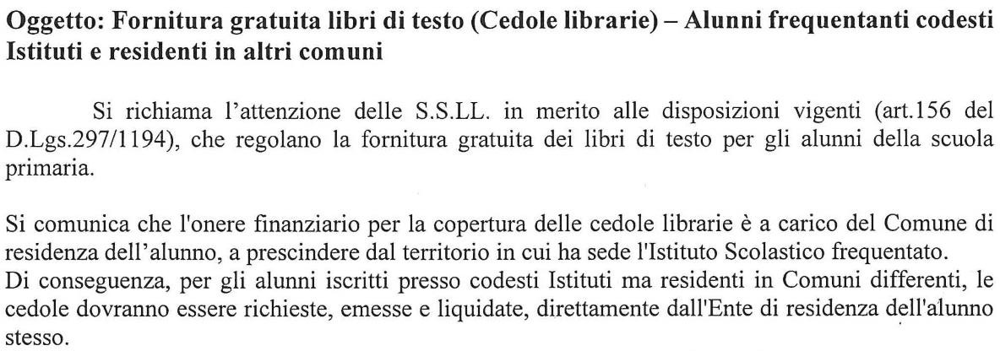 Oggetto: Fornitura gratuita libri di testo (Cedole librarie) – Alunni frequentanti codesti
Istituti e residenti in altri comuni
Si richiama l’attenzione delle S.S.LL. in merito alle disposizioni vigenti (art.156 del
D.Lgs.297/1194), che regolano la fornitura gratuita dei libri di testo per gli alunni della scuola
primaria.
Si comunica che l'onere finanziario per la copertura delle cedole librarie è a carico del Comune di
residenza dell’alunno, a prescindere dal territorio in cui ha sede l'Istituto Scolastico frequentato.
Di conseguenza, per gli alunni iscritti presso codesti Istituti ma residenti in Comuni differenti, le
cedole dovranno essere richieste, emesse e liquidate, direttamente dall'Ente di residenza dell'alunno
stesso.